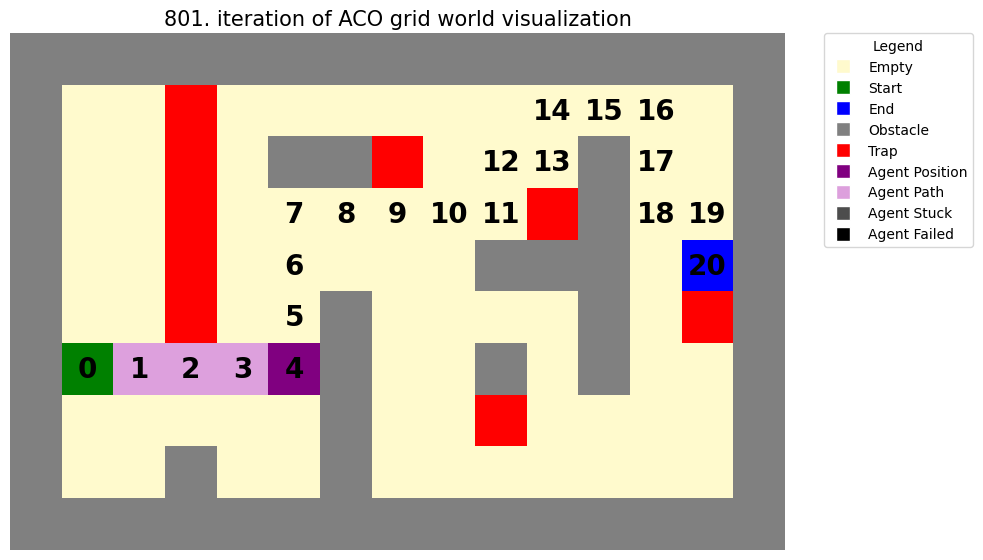 801. iteration of ACO grid world visualization
Legend
Empty
Start
End
Obstacle
Trap
Agent Position
Agent Path
Agent Stuck
Agent Failed
14 15 16
12 13 17
7 8 9 10 11 18 19
6 20
5
0 1 2 3 4